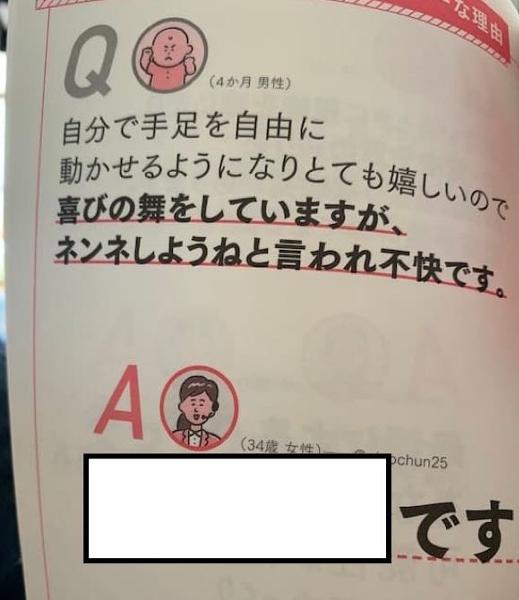 な理由
Q
(4か月 男性)
自分で手足を自由に
動かせるようになりとても嬉しいので
喜びの舞をしていますが、
ネンネしようねと言われ不快です。
A
(34歳 女性)
ochun25
です